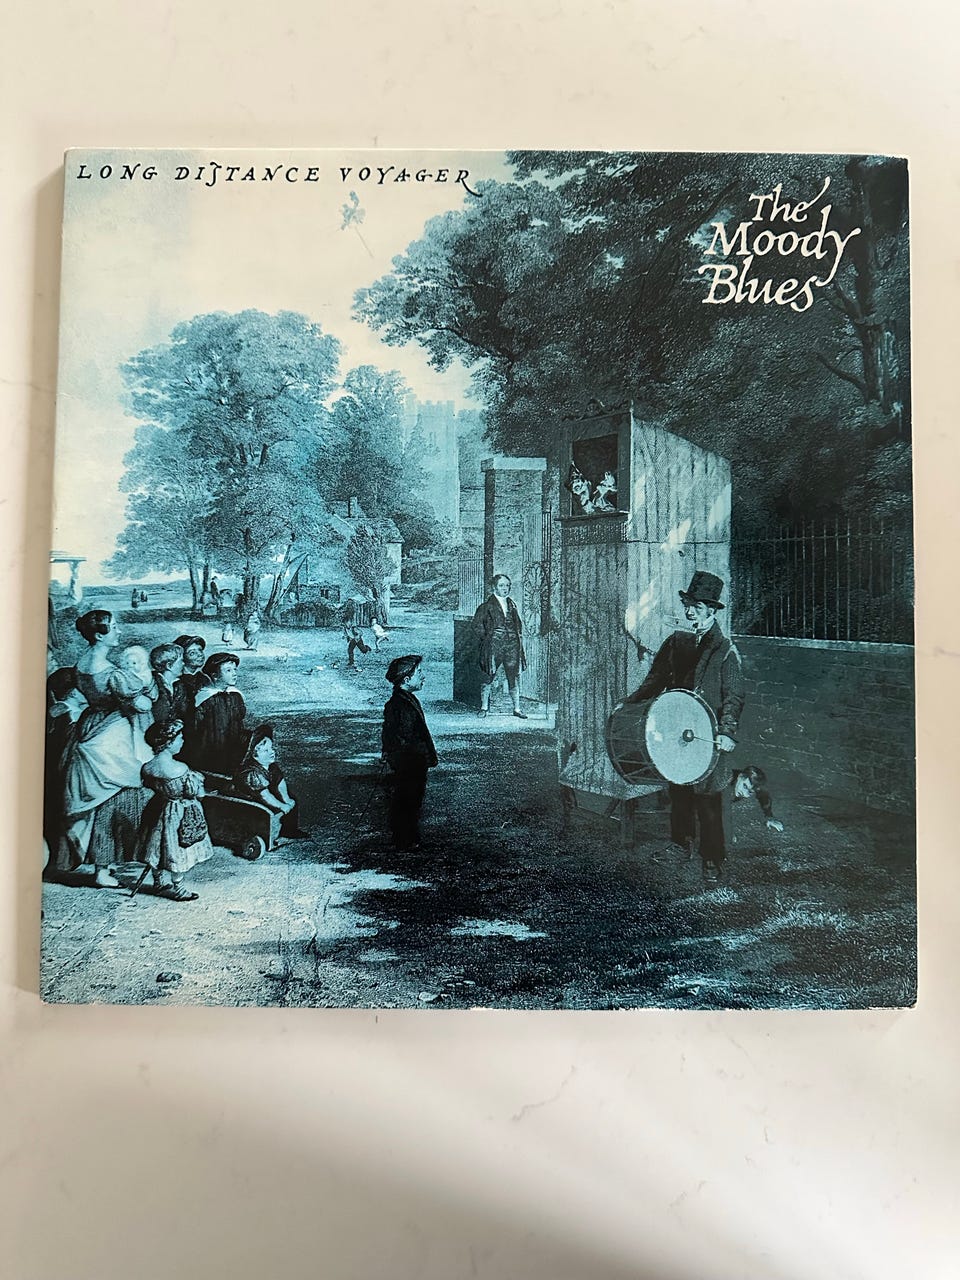 LONG DISTANCE VOYAGER
The
Moody
Blues